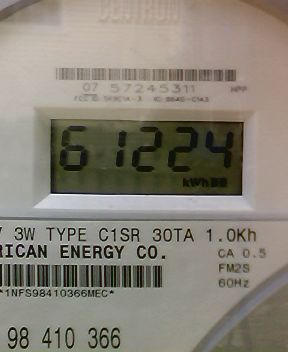 CENTRON
07 57245311
61224
kWh
3W TYPE C1SR 30TA 1.0Kh
RICAN ENERGY CO.
CA 0.5
FM2S
60Hz
*1NFS98410366MEC*
98 410 366